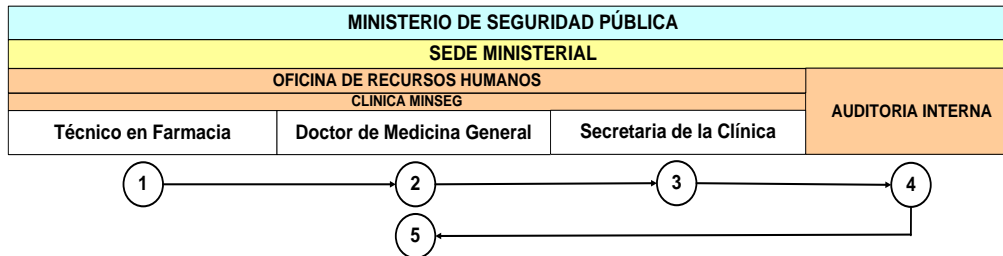 MINISTERIO DE SEGURIDAD PÚBLICA
SEDE MINISTERIAL
OFICINA DE RECURSOS HUMANOS
CLINICA MINSEG
AUDITORIA INTERNA
Técnico en Farmacia
Doctor de Medicina General
Secretaria de la Clínica
1
2
3
4
5